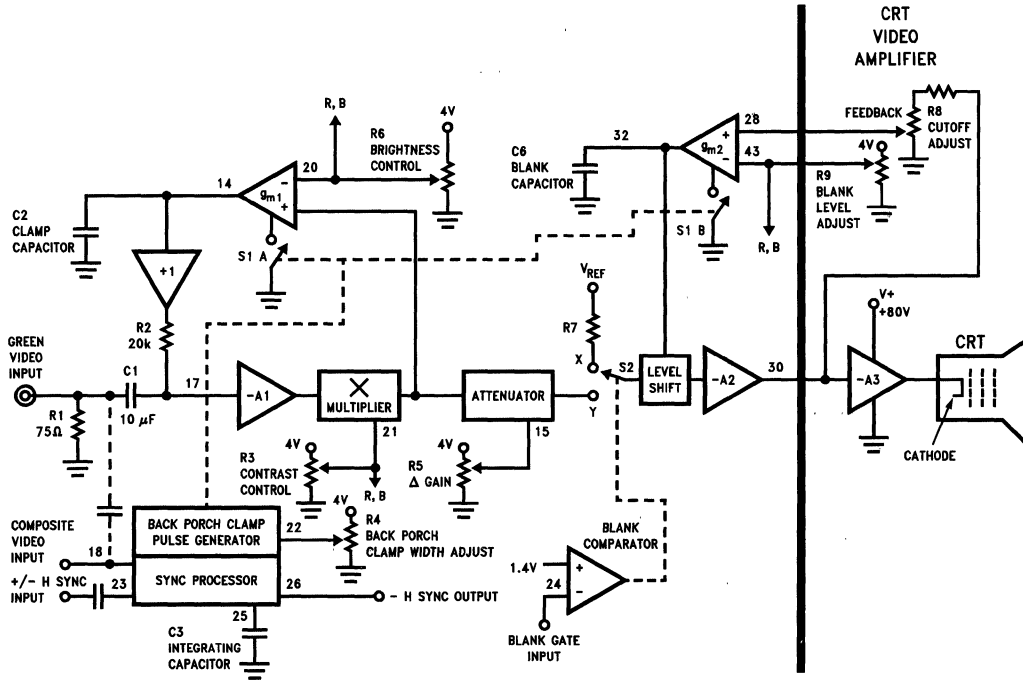 CRT
VIDEO
AMPLIFIER
FEEDBACK
R8
CUTOFF
ADJUST
28
4V
43
R9
BLANK
LEVEL
ADJUST
R, B
R6
BRIGHTNESS
CONTROL
4V
20
14
gm1
−
+
C2
CLAMP
CAPACITOR
S1 A
+1
32
C6
BLANK
CAPACITOR
gm2
+
−
S1 B
R, B
VREF
R7
X
S2
Y
R2
20k
GREEN
VIDEO
INPUT
C1
10 μF
17
R1
75Ω
−A1
X
MULTIPLIER
21
ATTENUATOR
15
LEVEL
SHIFT
−A2
30
V+
+80V
−A3
CRT
CATHODE
4V
R3
CONTRAST
CONTROL
R, B
4V
R5
Δ GAIN
COMPOSITE
VIDEO
INPUT
18
BACK PORCH CLAMP
PULSE GENERATOR
22
4V
R4
BACK PORCH
CLAMP WIDTH ADJUST
+/− H SYNC
INPUT
23
SYNC PROCESSOR
26
− H SYNC OUTPUT
25
C3
INTEGRATING
CAPACITOR
BLANK
COMPARATOR
1.4V
+
24
−
BLANK GATE
INPUT